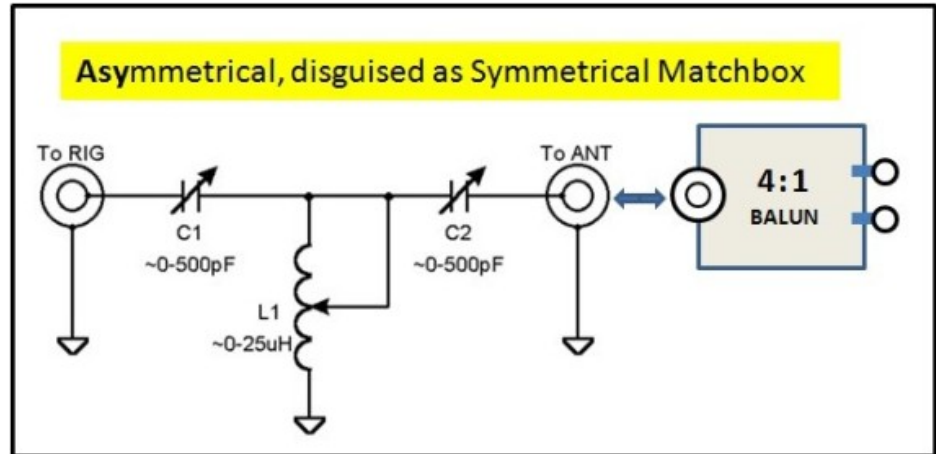 Asymmetrical, disguised as Symmetrical Matchbox
To RIG
To ANT
4:1
BALUN
C1
~0-500pF
C2
~0-500pF
L1
~0-25uH